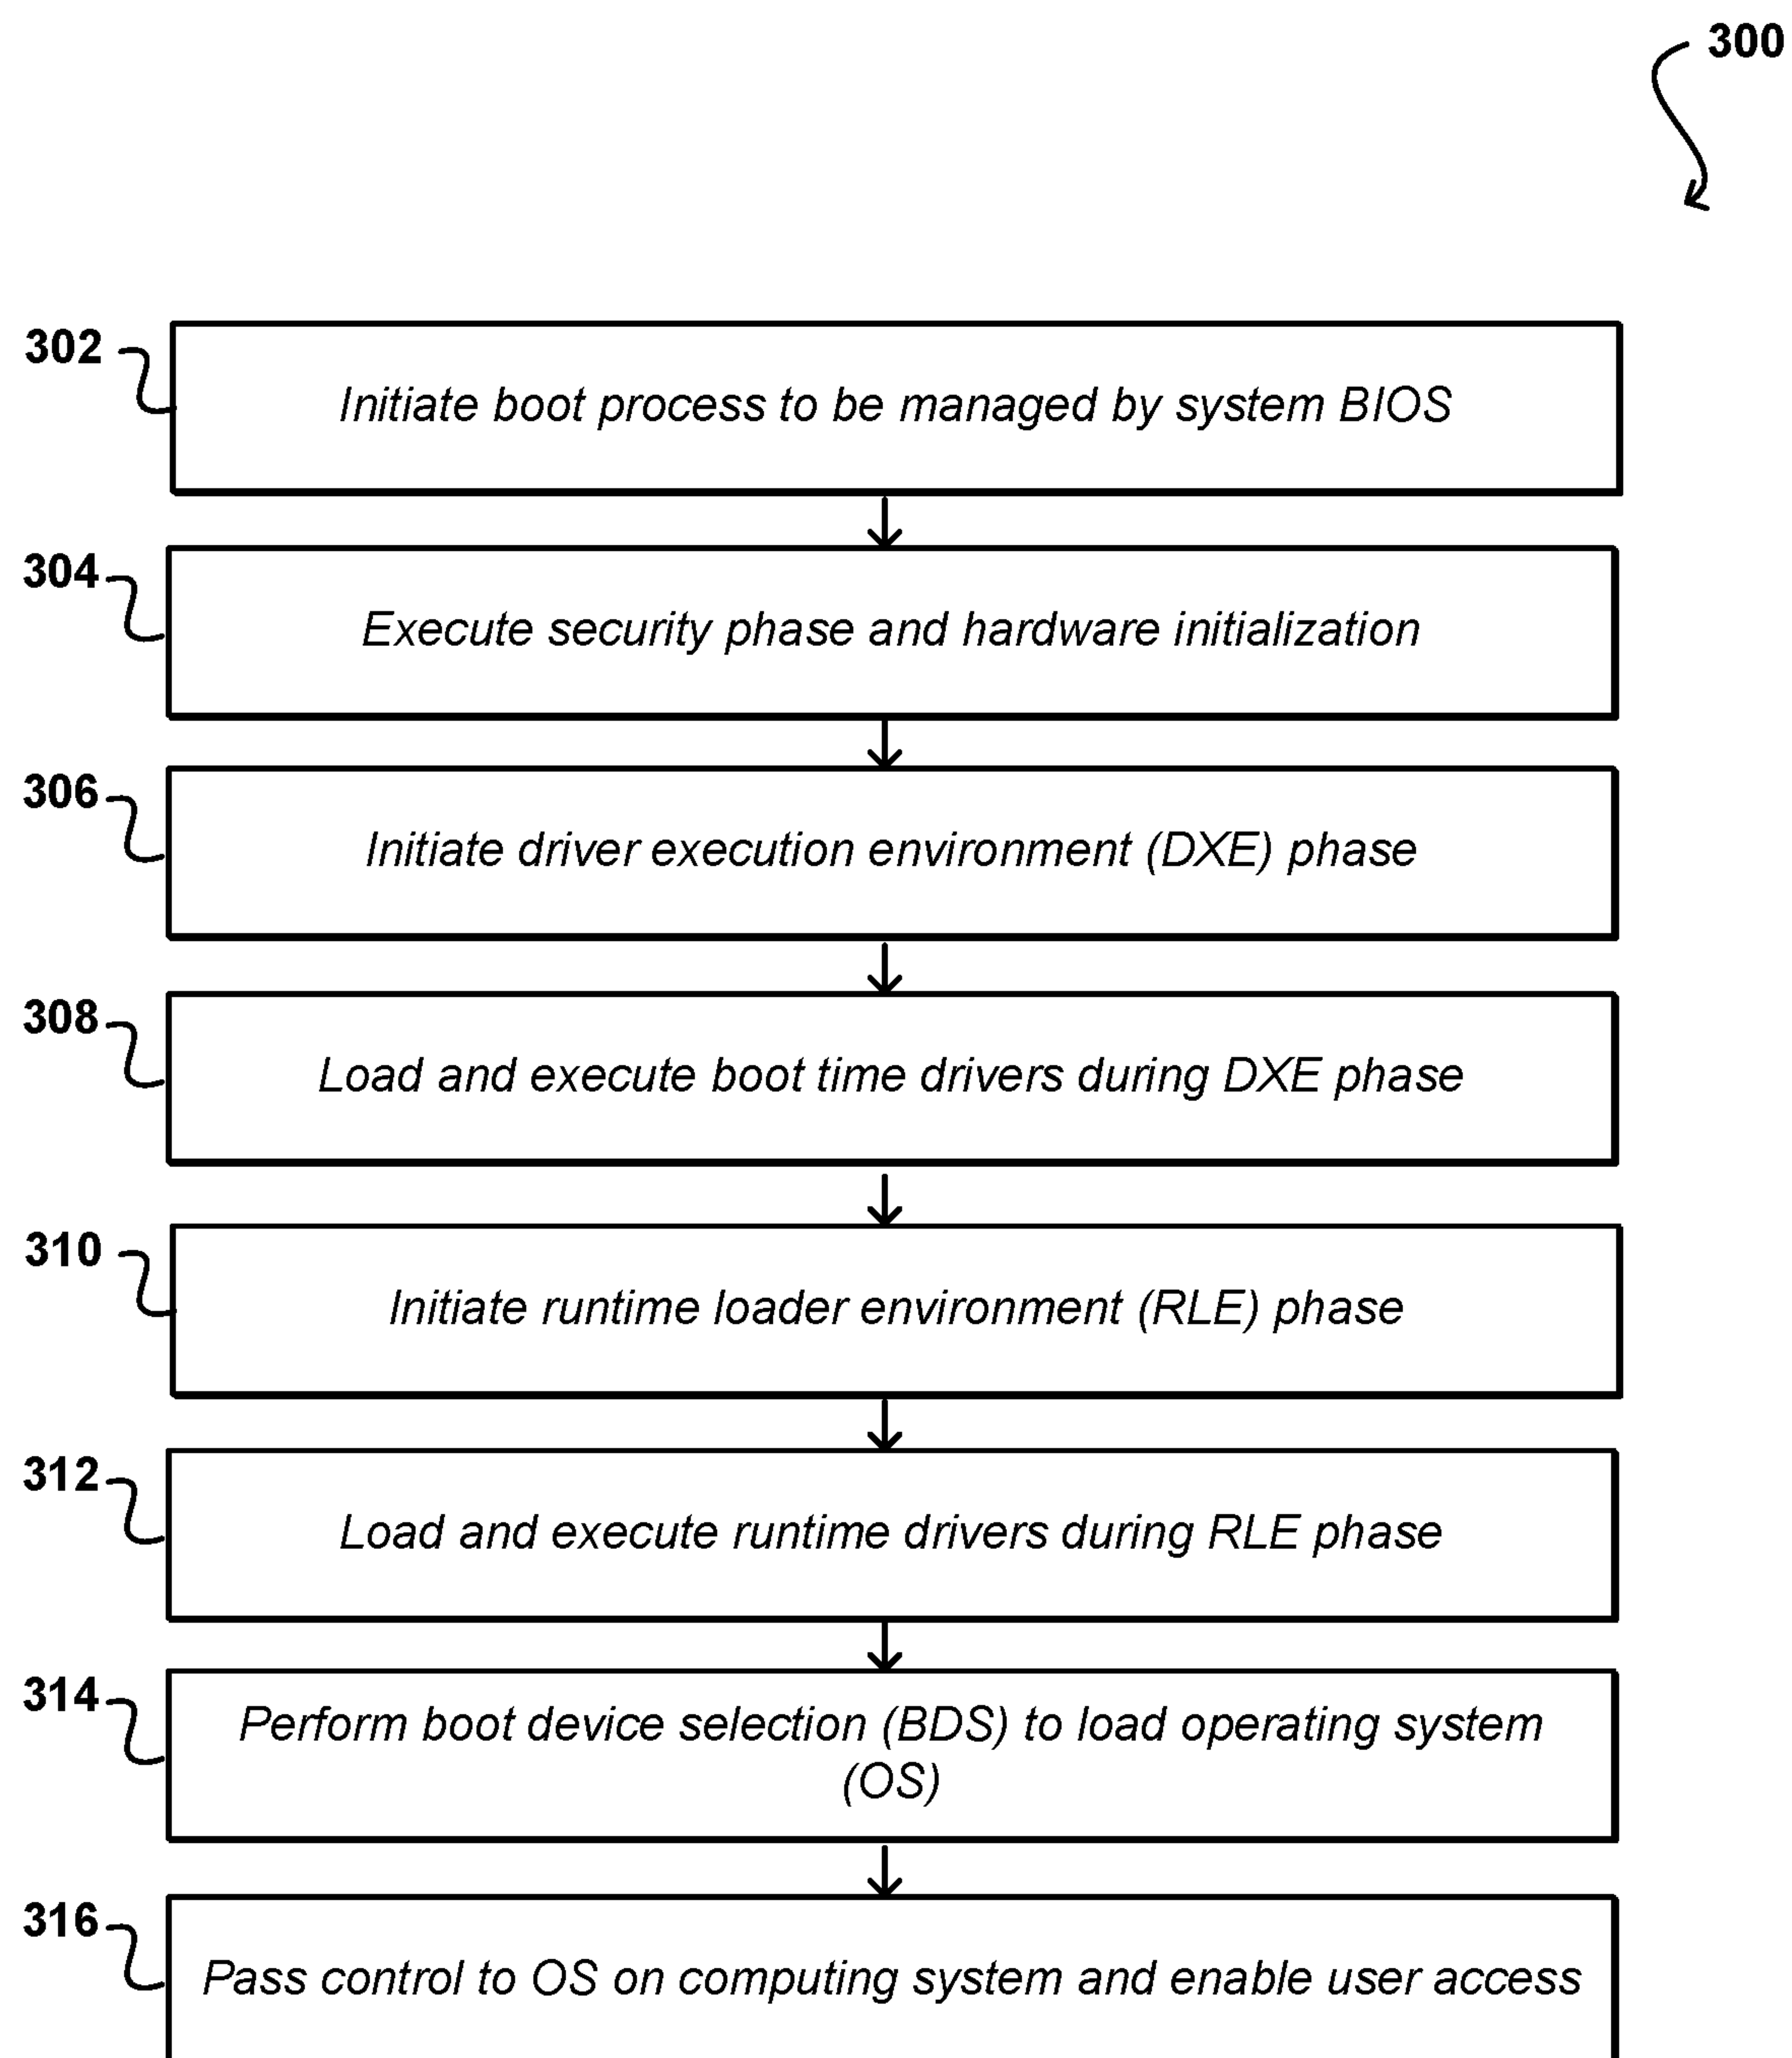 300
302
Initiate boot process to be managed by system BIOS
304
Execute security phase and hardware initialization
306
Initiate driver execution environment (DXE) phase
308
Load and execute boot time drivers during DXE phase
310
Initiate runtime loader environment (RLE) phase
312
Load and execute runtime drivers during RLE phase
314
Perform boot device selection (BDS) to load operating system
(OS)
316
Pass control to OS on computing system and enable user access